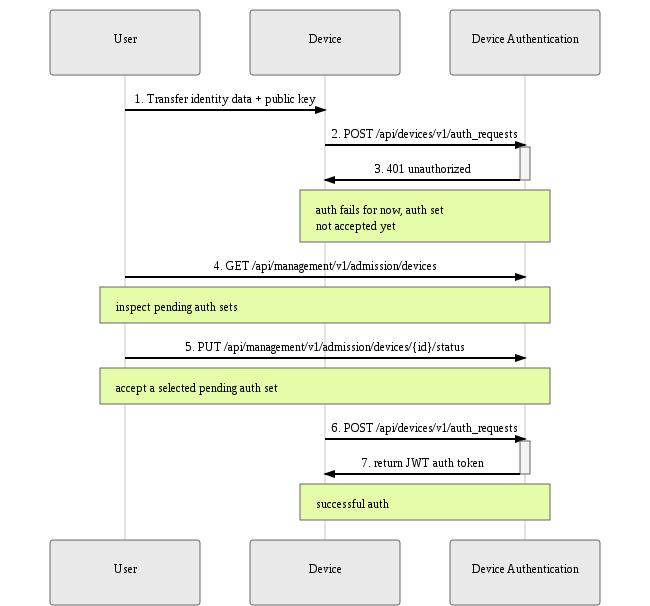 User
Device
Device Authentication
1. Transfer identity data + public key
2. POST /api/devices/v1/auth_requests
3. 401 unauthorized
auth fails for now, auth set
not accepted yet
4. GET /api/management/v1/admission/devices
inspect pending auth sets
5. PUT /api/management/v1/admission/devices/{id}/status
accept a selected pending auth set
6. POST /api/devices/v1/auth_requests
7. return JWT auth token
successful auth
User
Device
Device Authentication